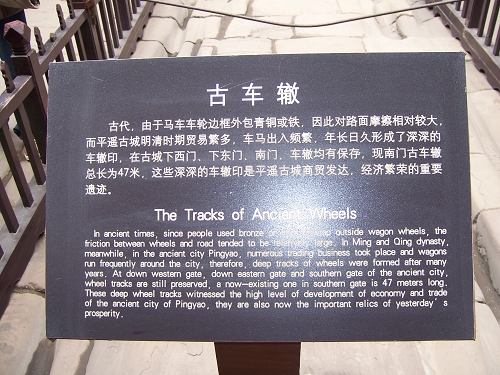 古车辙
古代，由于马车车轮边框外包青铜或铁，因此对路面摩擦相对较大，
而平遥古城明清时期贸易繁多，车马出入频繁，年长日久形成了深深的
车辙印，在古城下西门、下东门、南门，车辙均有保存，现南门古车辙
总长为47米，这些深深的车辙印是平遥古城商贸发达、经济繁荣的重要
遗迹。
The Tracks of Ancient Wheels
In ancient times, since people used bronze or wrap outside wagon wheels, the
friction between wheels and road tended to be relatively large. In Ming and Qing dynasty,
meanwhile, in the ancient city Pingyao, numerous trading business took place and wagons
run frequently around the city, therefore, deep tracks of wheels were formed after many
years. At down western gate, down eastern gate and southern gate of the ancient city,
wheel tracks are still preserved, a now-existing one in southern gate is 47 meters long.
These deep wheel tracks witnessed the high level of development of economy and trade
of the ancient city of Pingyao, they are also now the important relics of yesterday's
prosperity.